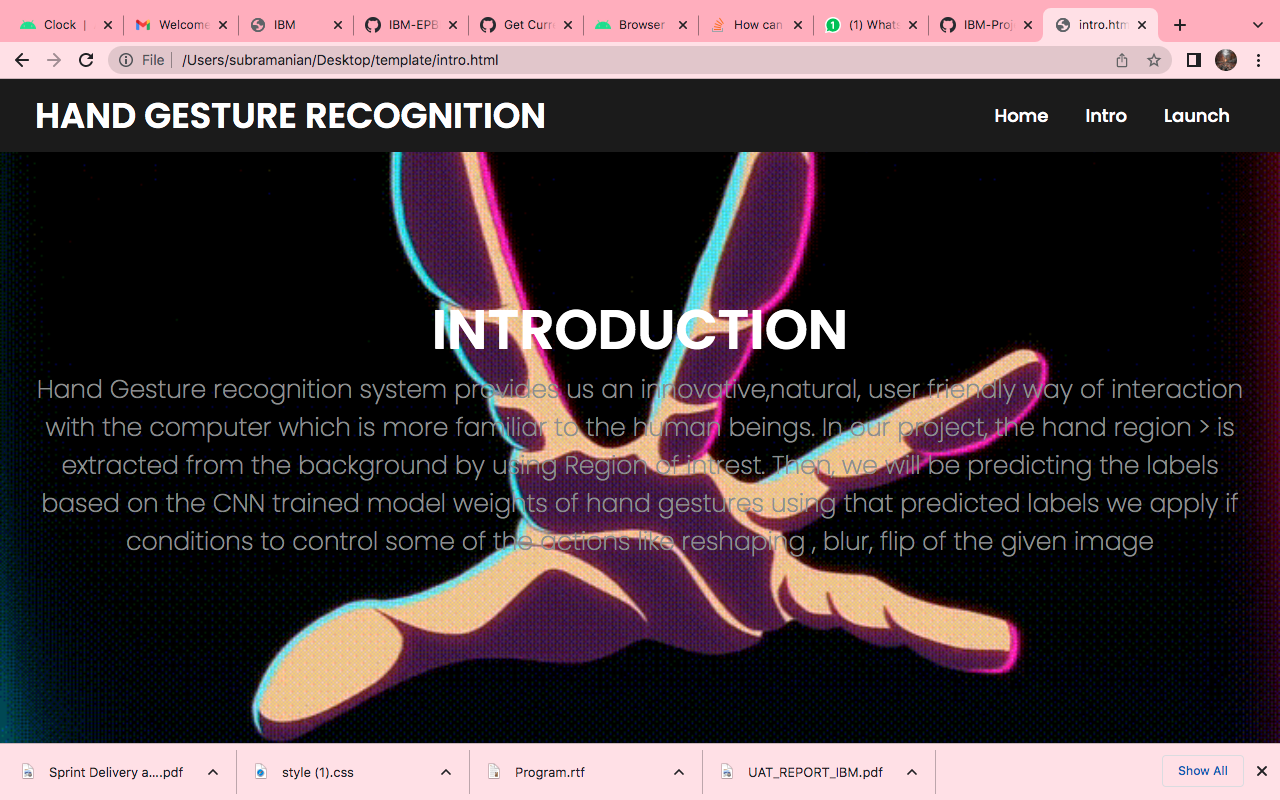 Clock |
Welcome
IBM
IBM-EPB
Get Curr
Browser
How can
(1) Whats
IBM-Proj
intro.htm
File
/Users/subramanian/Desktop/template/intro.html
HAND GESTURE RECOGNITION
Home
Intro
Launch
INTRODUCTION
Hand Gesture recognition system provides us an innovative,natural, user friendly way of interaction
with the computer which is more familiar to the human beings. In our project, the hand region > is
extracted from the background by using Region of intrest. Then, we will be predicting the labels
based on the CNN trained model weights of hand gestures using that predicted labels we apply if
conditions to control some of the actions like reshaping , blur, flip of the given image
Sprint Delivery a....pdf
style (1).css
Program.rtf
UAT_REPORT_IBM.pdf
Show All